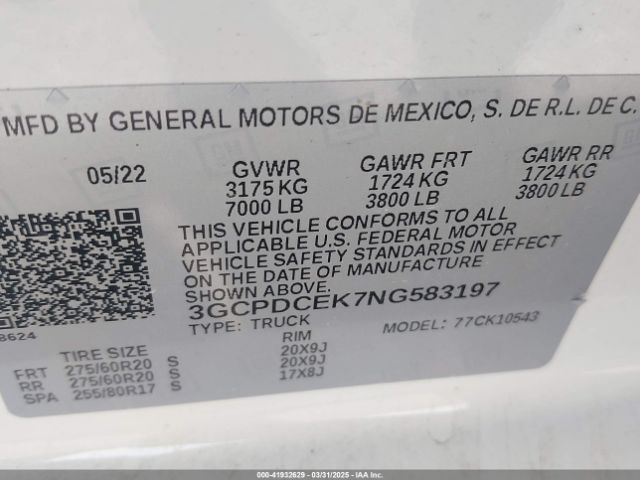 MFD BY GENERAL MOTORS DE MEXICO, S. DE R.L. DE C.
05/22 GVWR GAWR FRT GAWR RR
3175 KG 1724 KG 1724 KG
7000 LB 3800 LB 3800 LB
THIS VEHICLE CONFORMS TO ALL
APPLICABLE U.S. FEDERAL MOTOR
VEHICLE SAFETY STANDARDS IN EFFECT
ON THE DATE OF MANUFACTURE
SHOWN ABOVE.
3GCPDCEK7NG583197
8624 TYPE: TRUCK MODEL: 77CK10543
TIRE SIZE RIM
FRT 275/60R20 S 20X9J
RR 275/60R20 S 20X9J
SPA 255/80R17 S 17X8J
000-41932629 - 03/31/2025 - IAAI.COM